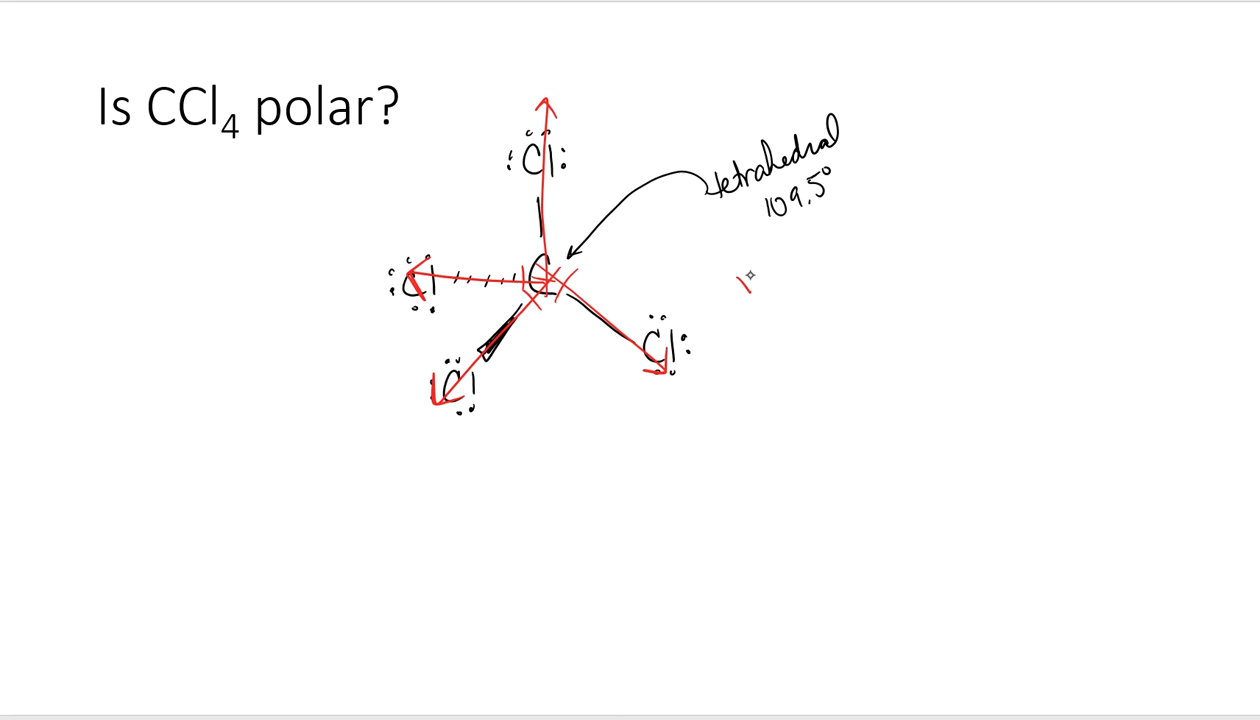 Is CCl₄ polar?
:Cl:
tetrahedral
109.5°
:Cl
C
Cl:
Cl